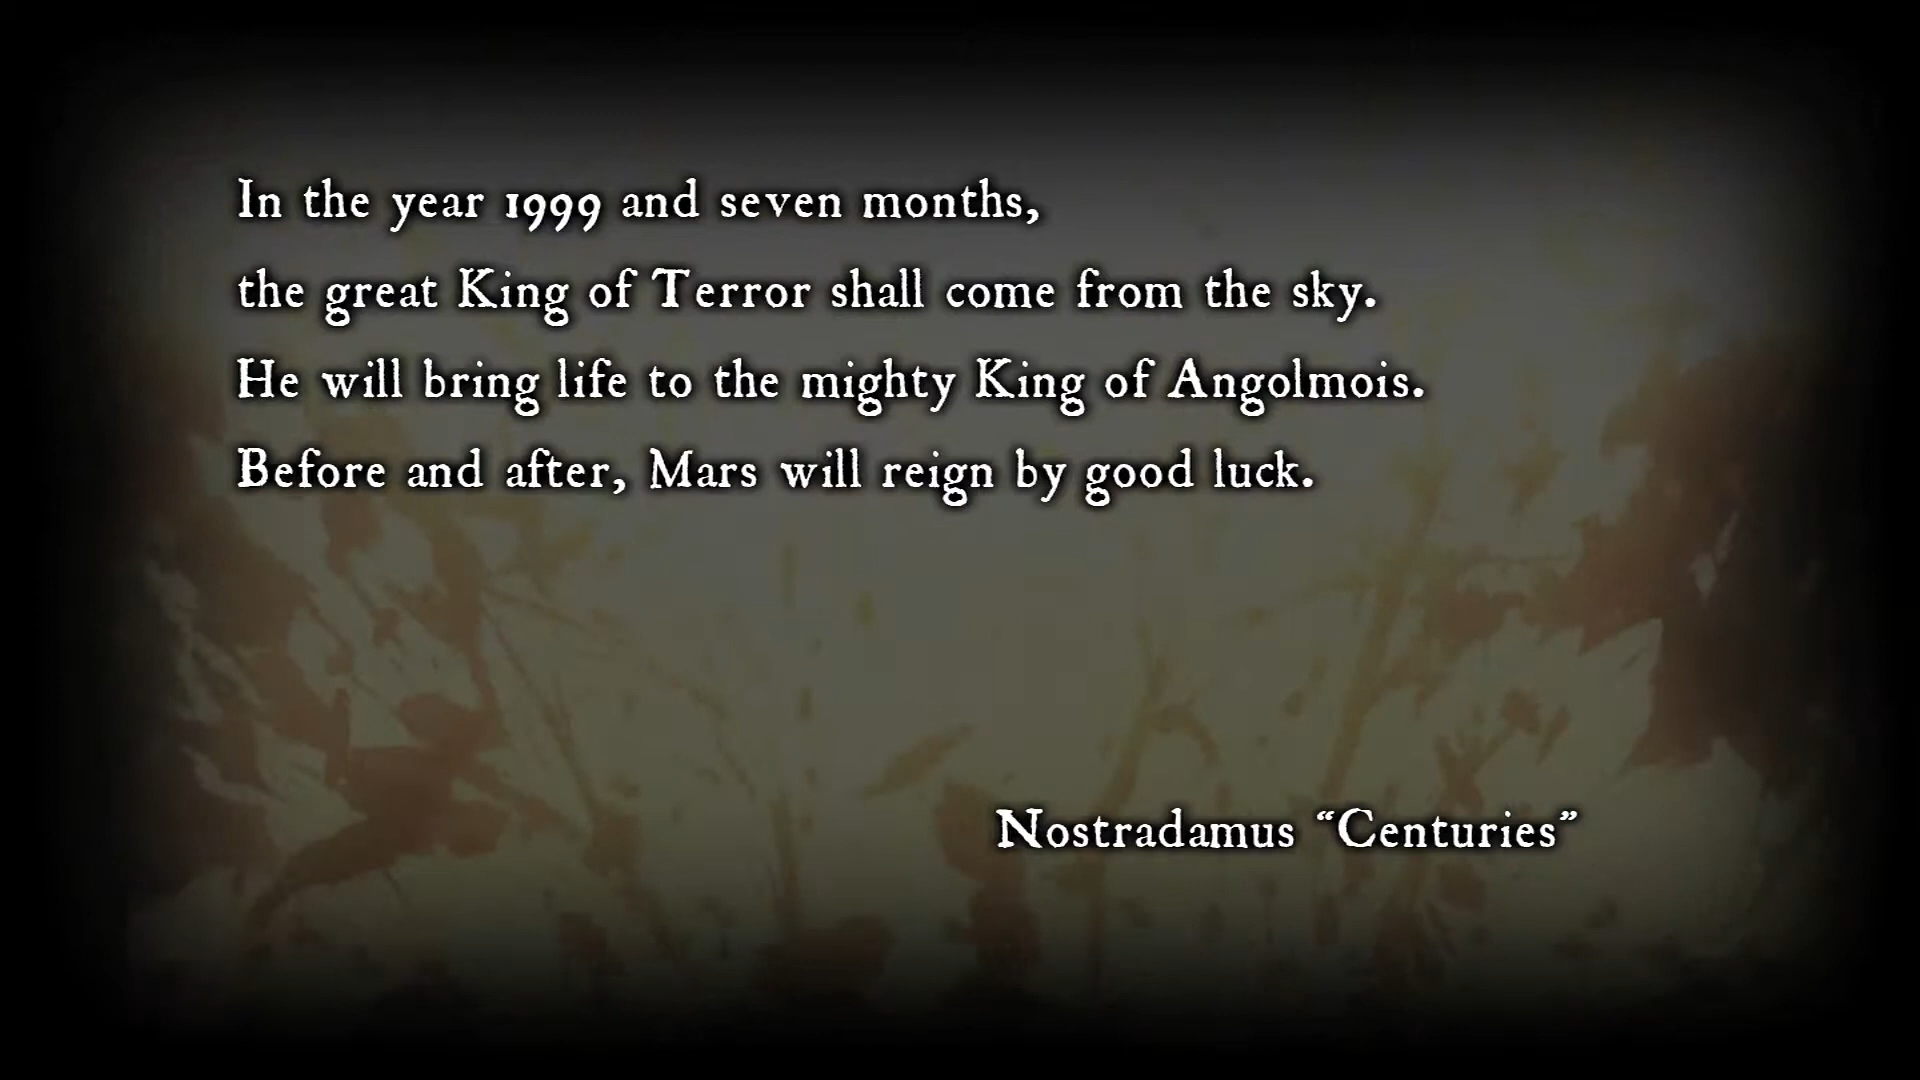 In the year 1999 and seven months,
the great King of Terror shall come from the sky.
He will bring life to the mighty King of Angolmois.
Before and after, Mars will reign by good luck.
Nostradamus “Centuries”